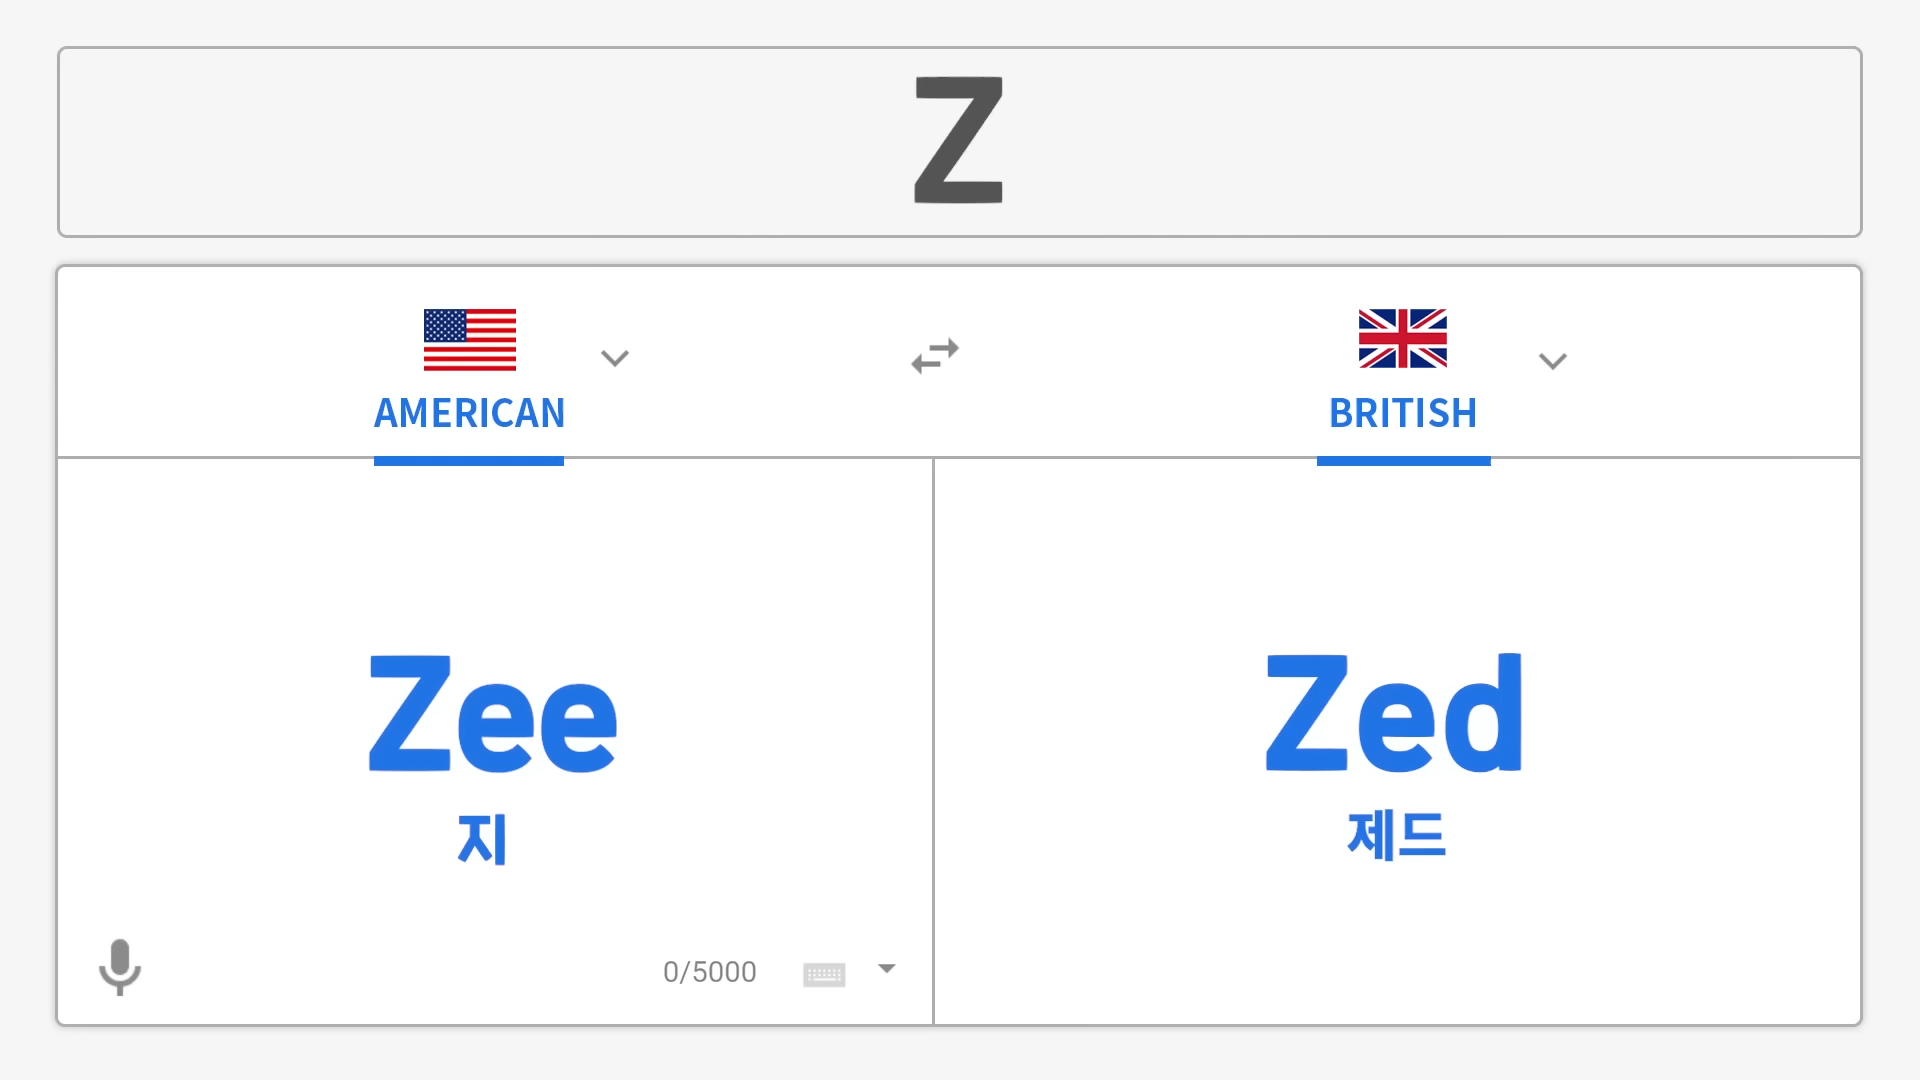 Z
AMERICAN
BRITISH
Zee
Zed
지
제드
0/5000